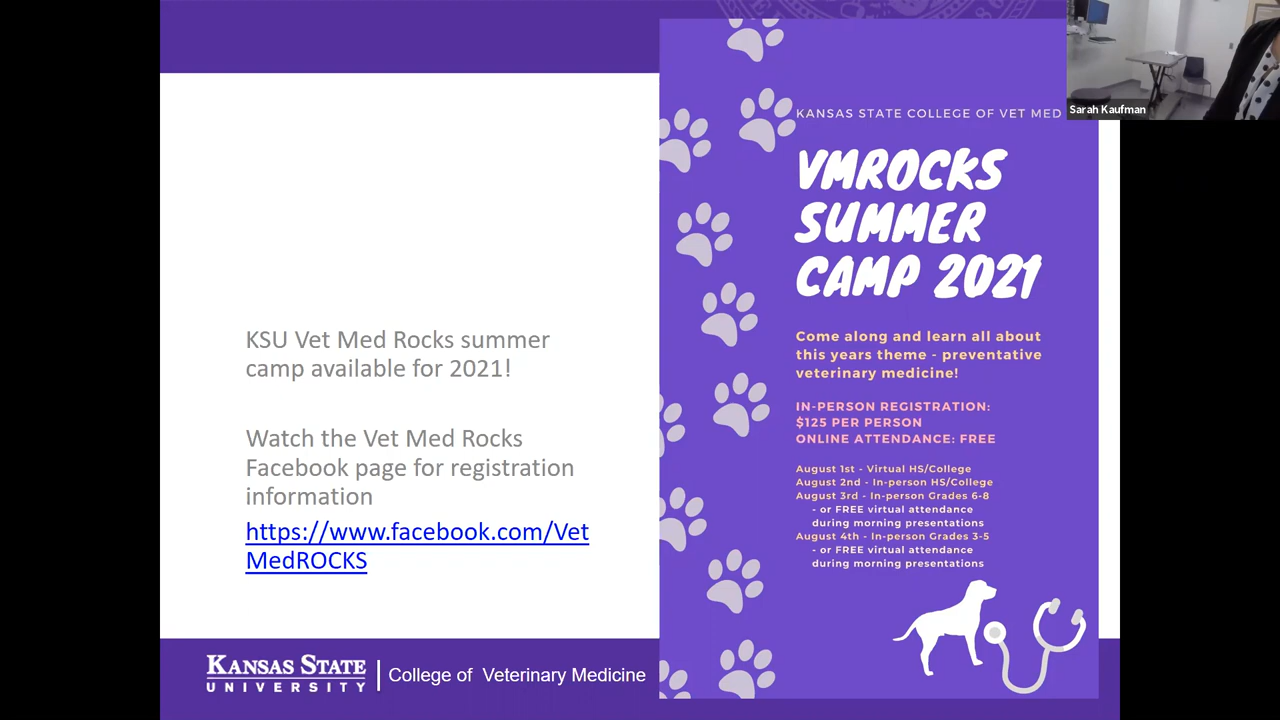 KSU Vet Med Rocks summer
camp available for 2021!
Watch the Vet Med Rocks
Facebook page for registration
information
https://www.facebook.com/Vet
MedROCKS
KANSAS STATE
UNIVERSITY
College of Veterinary Medicine
KANSAS STATE COLLEGE OF VET MED
VMROCKS
SUMMER
CAMP 2021
Come along and learn all about
this years theme - preventative
veterinary medicine!
IN-PERSON REGISTRATION:
$125 PER PERSON
ONLINE ATTENDANCE: FREE
August 1st - Virtual HS/College
August 2nd - In-person HS/College
August 3rd - In-person Grades 6-8
- or FREE virtual attendance
during morning presentations
August 4th - In-person Grades 3-5
- or FREE virtual attendance
during morning presentations
Sarah Kaufman